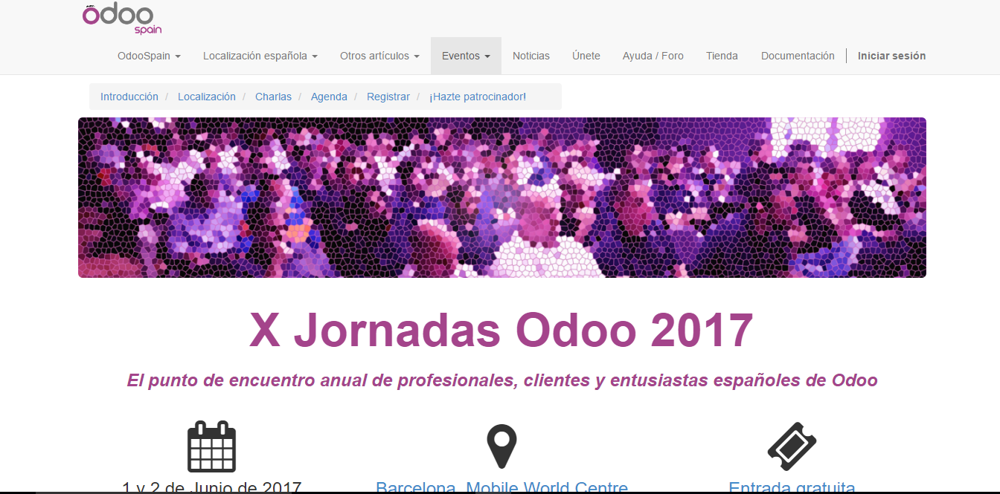 odoo
spain
OdooSpain Localización española Otros artículos Eventos Noticias Únete Ayuda / Foro Tienda Documentación Iniciar sesión
Introducción / Localización / Charlas / Agenda / Registrar / ¡Hazte patrocinador!
X Jornadas Odoo 2017
El punto de encuentro anual de profesionales, clientes y entusiastas españoles de Odoo
1 y 2 de Junio de 2017 Barcelona, Mobile World Centre Entrada gratuita